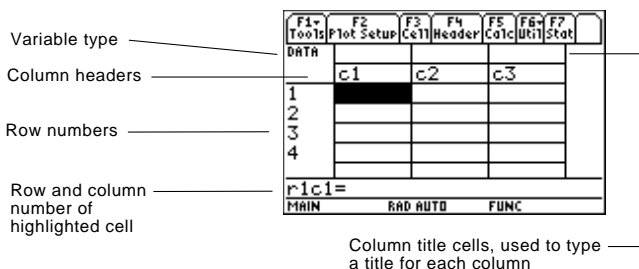 F1▾ F2 F3 F4 F5 F6▾ F7
Tools Plot Setup Cell Header Calc Util Stat
DATA
c1 c2 c3
1
2
3
4
r1c1=
MAIN RAD AUTO FUNC
Variable type
Column headers
Row numbers
Row and column
number of
highlighted cell
Column title cells, used to type
a title for each column